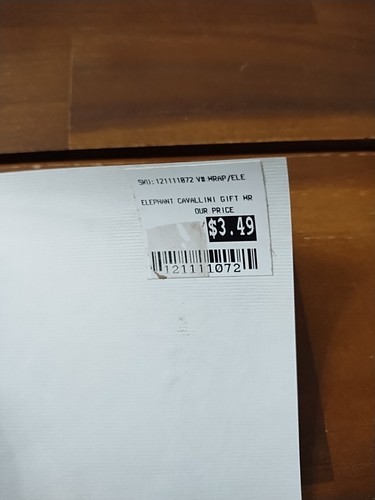 SKU:121111072 V#:WRAP/ELE
ELEPHANT CAVALLINI GIFT WR
OUR PRICE
$3.49
121111072